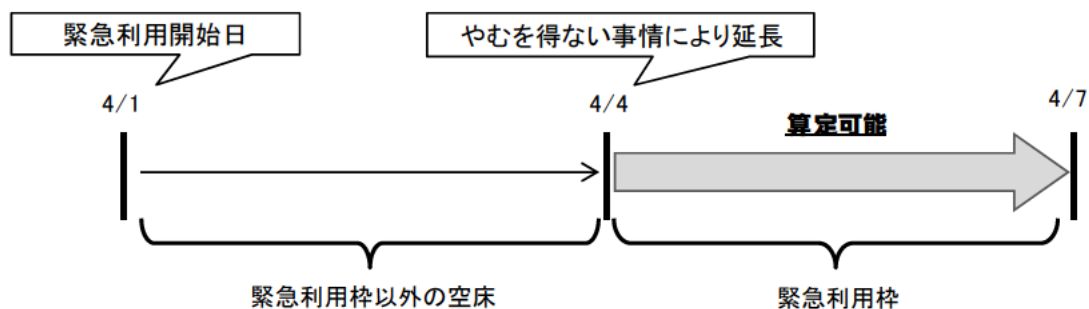 緊急利用開始日
やむを得ない事情により延長
4/1
4/4
4/7
算定可能
緊急利用枠以外の空床
緊急利用枠